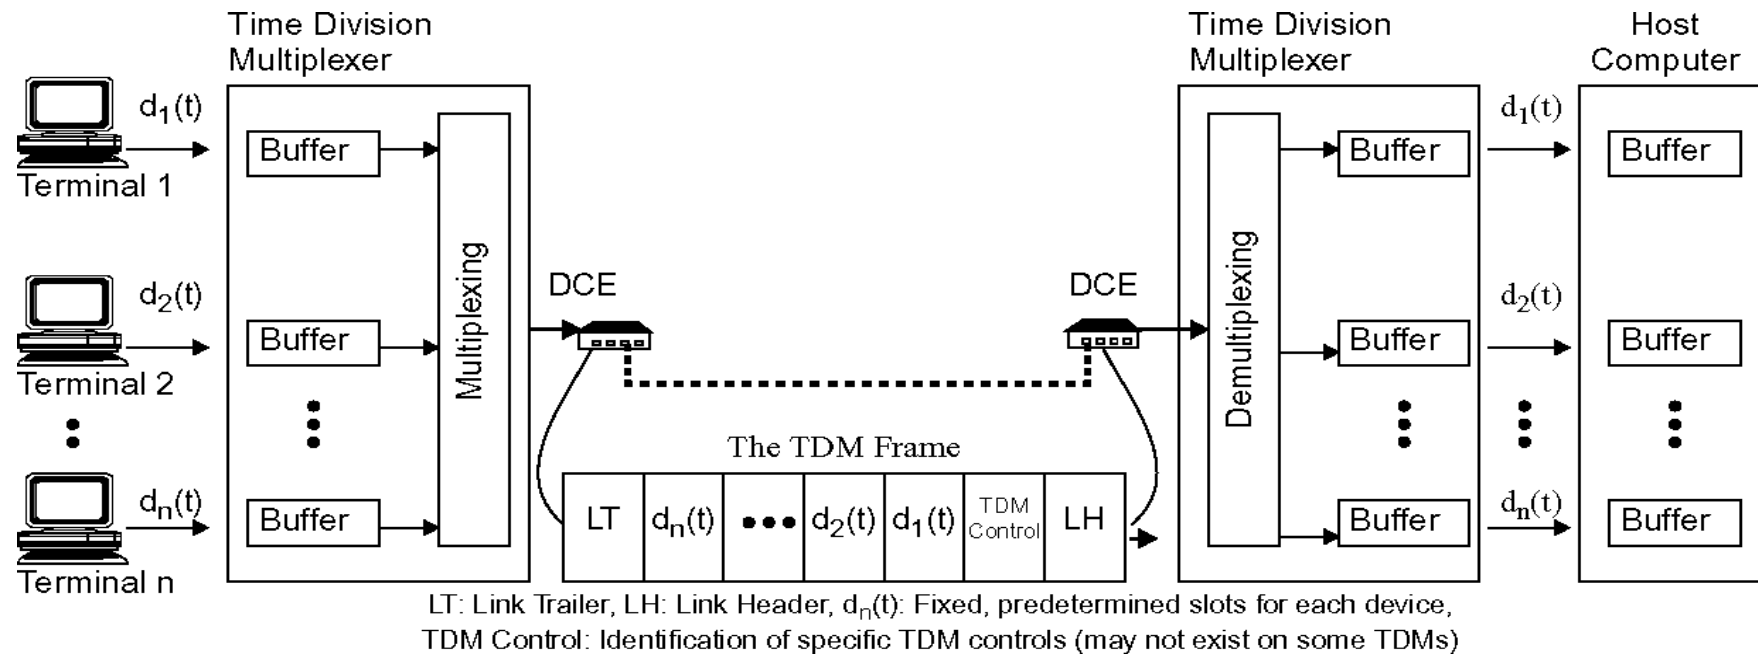 Time Division
Multiplexer
Time Division
Multiplexer
Host
Computer
d1(t)
Buffer
Buffer
d1(t)
Buffer
Terminal 1
Multiplexing
DCE
DCE
Demultiplexing
d2(t)
Buffer
Buffer
d2(t)
Buffer
Terminal 2
The TDM Frame
dn(t)
Buffer
LT
dn(t)
d2(t)
d1(t)
TDM
Control
LH
Buffer
dn(t)
Buffer
Terminal n
LT: Link Trailer, LH: Link Header, dn(t): Fixed, predetermined slots for each device,
TDM Control: Identification of specific TDM controls (may not exist on some TDMs)